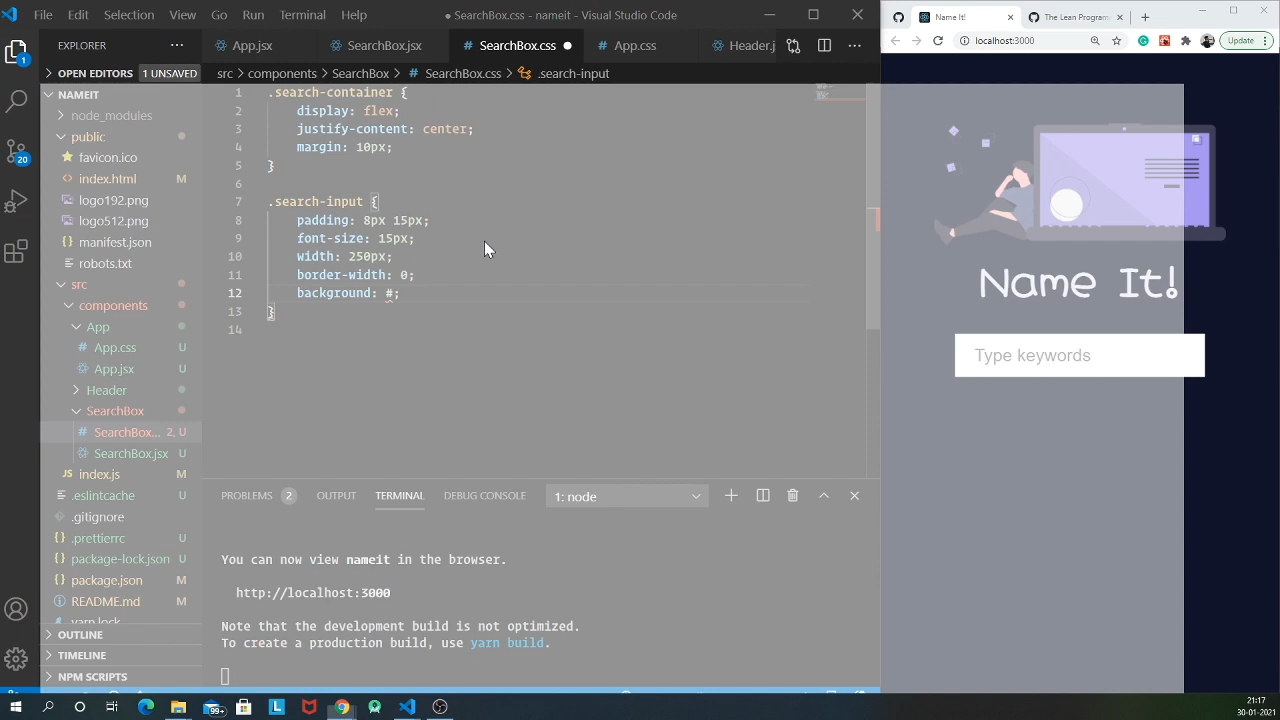 File Edit Selection View Go Run Terminal Help ● SearchBox.css - nameit - Visual Studio Code
EXPLORER
OPEN EDITORS 1 UNSAVED
NAMEIT
node_modules
public
favicon.ico
index.html M
logo192.png
logo512.png
manifest.json
robots.txt
src
components
App
App.css U
App.jsx U
Header
SearchBox
SearchBox... 2, U
SearchBox.jsx U
index.js M
.eslintcache U
.gitignore
.prettierrc U
package-lock.json U
package.json M
README.md M
yarn.lock
OUTLINE
TIMELINE
NPM SCRIPTS
1
20
App.jsx SearchBox.jsx # SearchBox.css ● # App.css Header.j
src > components > SearchBox > # SearchBox.css > .search-input
1 .search-container {
2 display: flex;
3 justify-content: center;
4 margin: 10px;
5 }
6
7 .search-input {
8 padding: 8px 15px;
9 font-size: 15px;
10 width: 250px;
11 border-width: 0;
12 background: #;
13 }
14
PROBLEMS 2 OUTPUT TERMINAL DEBUG CONSOLE 1: node
You can now view nameit in the browser.
http://localhost:3000
Note that the development build is not optimized.
To create a production build, use yarn build.
Name It! The Lean Program
localhost:3000 Update
Name It!
Type keywords
99+
21:17
30-01-2021